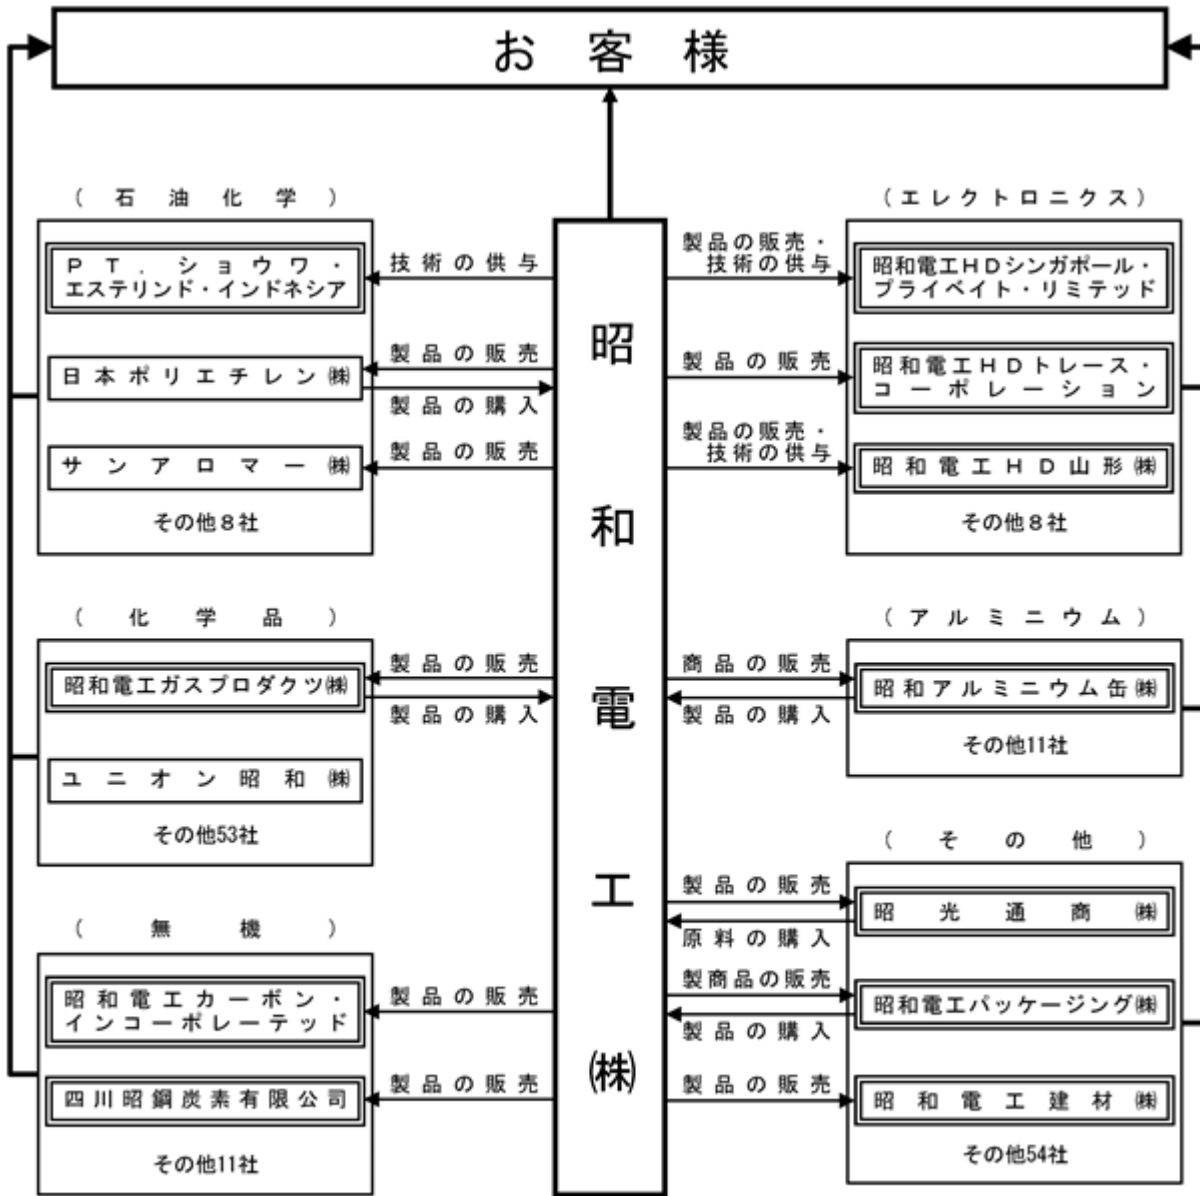 お客様
(石油化学)
PT.ショウワ・
エステリンド・インドネシア
技術の供与
日本ポリエチレン㈱
製品の販売
製品の購入
サンアロマー㈱
製品の販売
その他8社
(化学品)
昭和電工ガスプロダクツ㈱
製品の販売
製品の購入
ユニオン昭和㈱
その他53社
(無機)
昭和電工カーボン・
インコーポレーテッド
製品の販売
四川昭鋼炭素有限公司
製品の販売
その他11社
昭和電工㈱
(エレクトロニクス)
製品の販売・
技術の供与
昭和電工HDシンガポール・
プライベイト・リミテッド
製品の販売
昭和電工HDトレース・
コーポレーション
製品の販売・
技術の供与
昭和電工HD山形㈱
その他8社
(アルミニウム)
商品の販売
製品の購入
昭和アルミニウム缶㈱
その他11社
(その他)
製品の販売
原料の購入
昭光通商㈱
製商品の販売
製品の購入
昭和電工パッケージング㈱
製品の販売
昭和電工建材㈱
その他54社